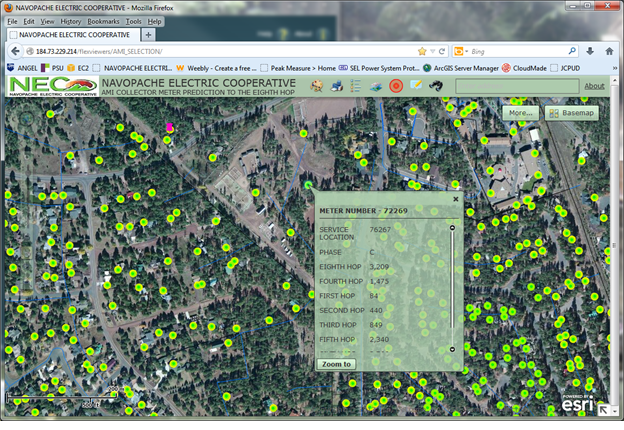 NAVOPACHE ELECTRIC COOPERATIVE - Mozilla Firefox
File Edit View History Bookmarks Tools Help
NAVOPACHE ELECTRIC COOPERATIVE
184.73.229.214/flexviewers/AMI_SELECTION/
Bing
ANGEL PSU EC2 NAVOPACHE ELECTRI... Weebly - Create a free ... Peak Measure > Home SEL Power System Prot... ArcGIS Server Manager CloudMade JCPUD
NEC
NAVOPACHE ELECTRIC COOPERATIVE
NAVOPACHE ELECTRIC COOPERATIVE
AMI COLLECTOR METER PREDICTION TO THE EIGHTH HOP
About
More... Basemap
METER NUMBER - 72269
SERVICE LOCATION 76267
PHASE C
EIGHTH HOP 3,209
FOURTH HOP 1,475
FIRST HOP 84
SECOND HOP 440
THIRD HOP 849
FIFTH HOP 2,340
Zoom to
POWERED BY
esri